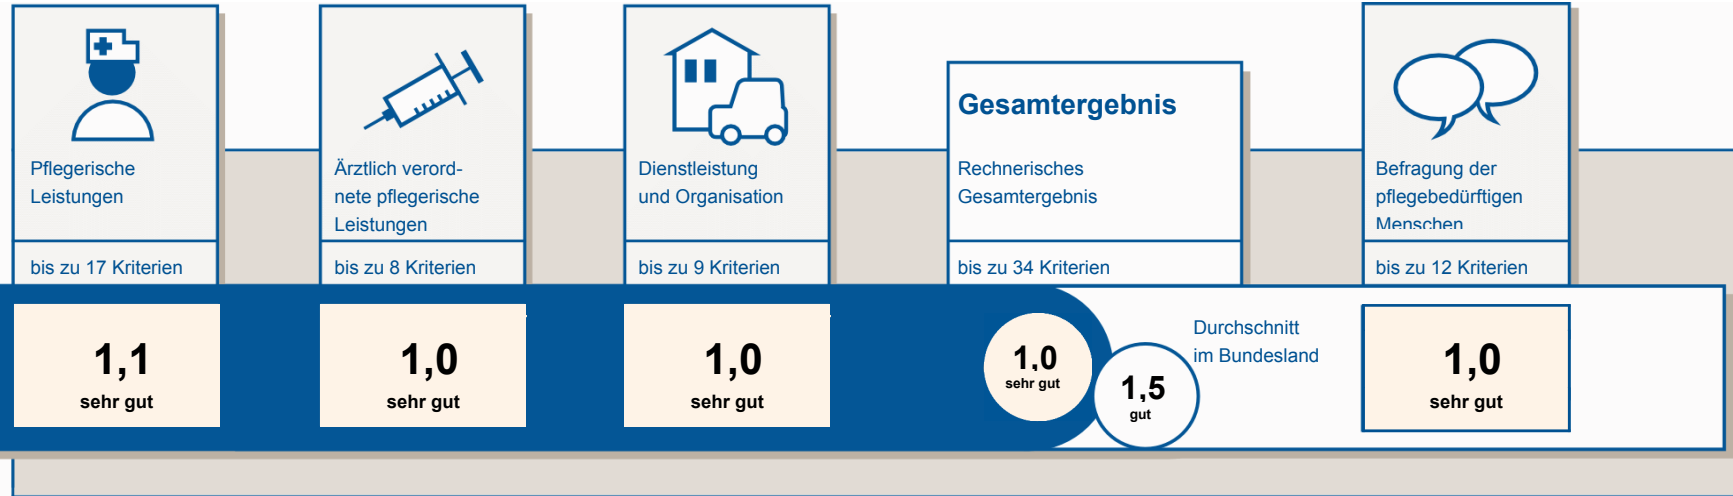 Pflegerische
Leistungen
bis zu 17 Kriterien
1,1
sehr gut
Ärztlich verord-
nete pflegerische
Leistungen
bis zu 8 Kriterien
1,0
sehr gut
Dienstleistung
und Organisation
bis zu 9 Kriterien
1,0
sehr gut
Gesamtergebnis
Rechnerisches
Gesamtergebnis
bis zu 34 Kriterien
1,0
sehr gut
1,5
gut
Durchschnitt
im Bundesland
Befragung der
pflegebedürftigen
Menschen
bis zu 12 Kriterien
1,0
sehr gut